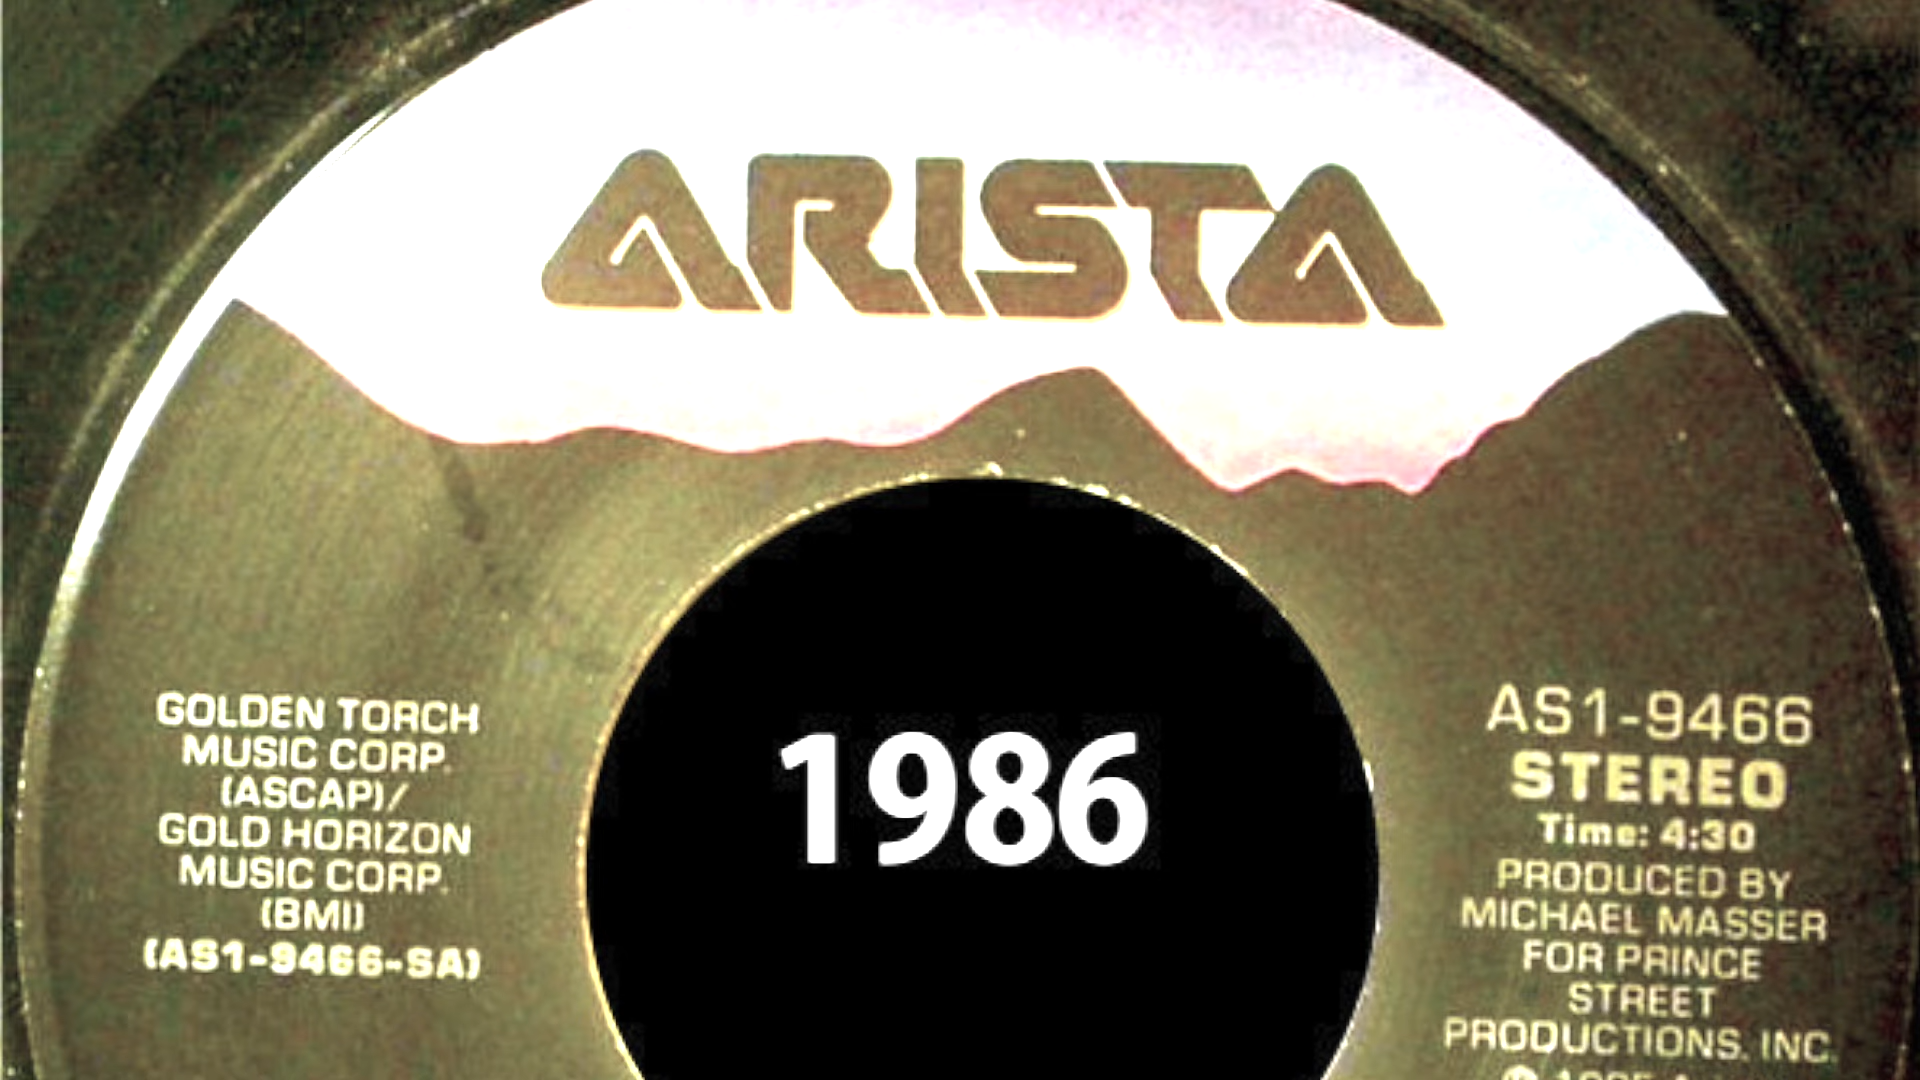 ARISTA
GOLDEN TORCH
MUSIC CORP.
(ASCAP)/
GOLD HORIZON
MUSIC CORP.
(BMI)
(AS1-9466-SA)
1986
AS1-9466
STEREO
Time: 4:30
PRODUCED BY
MICHAEL MASSER
FOR PRINCE
STREET
PRODUCTIONS, INC.